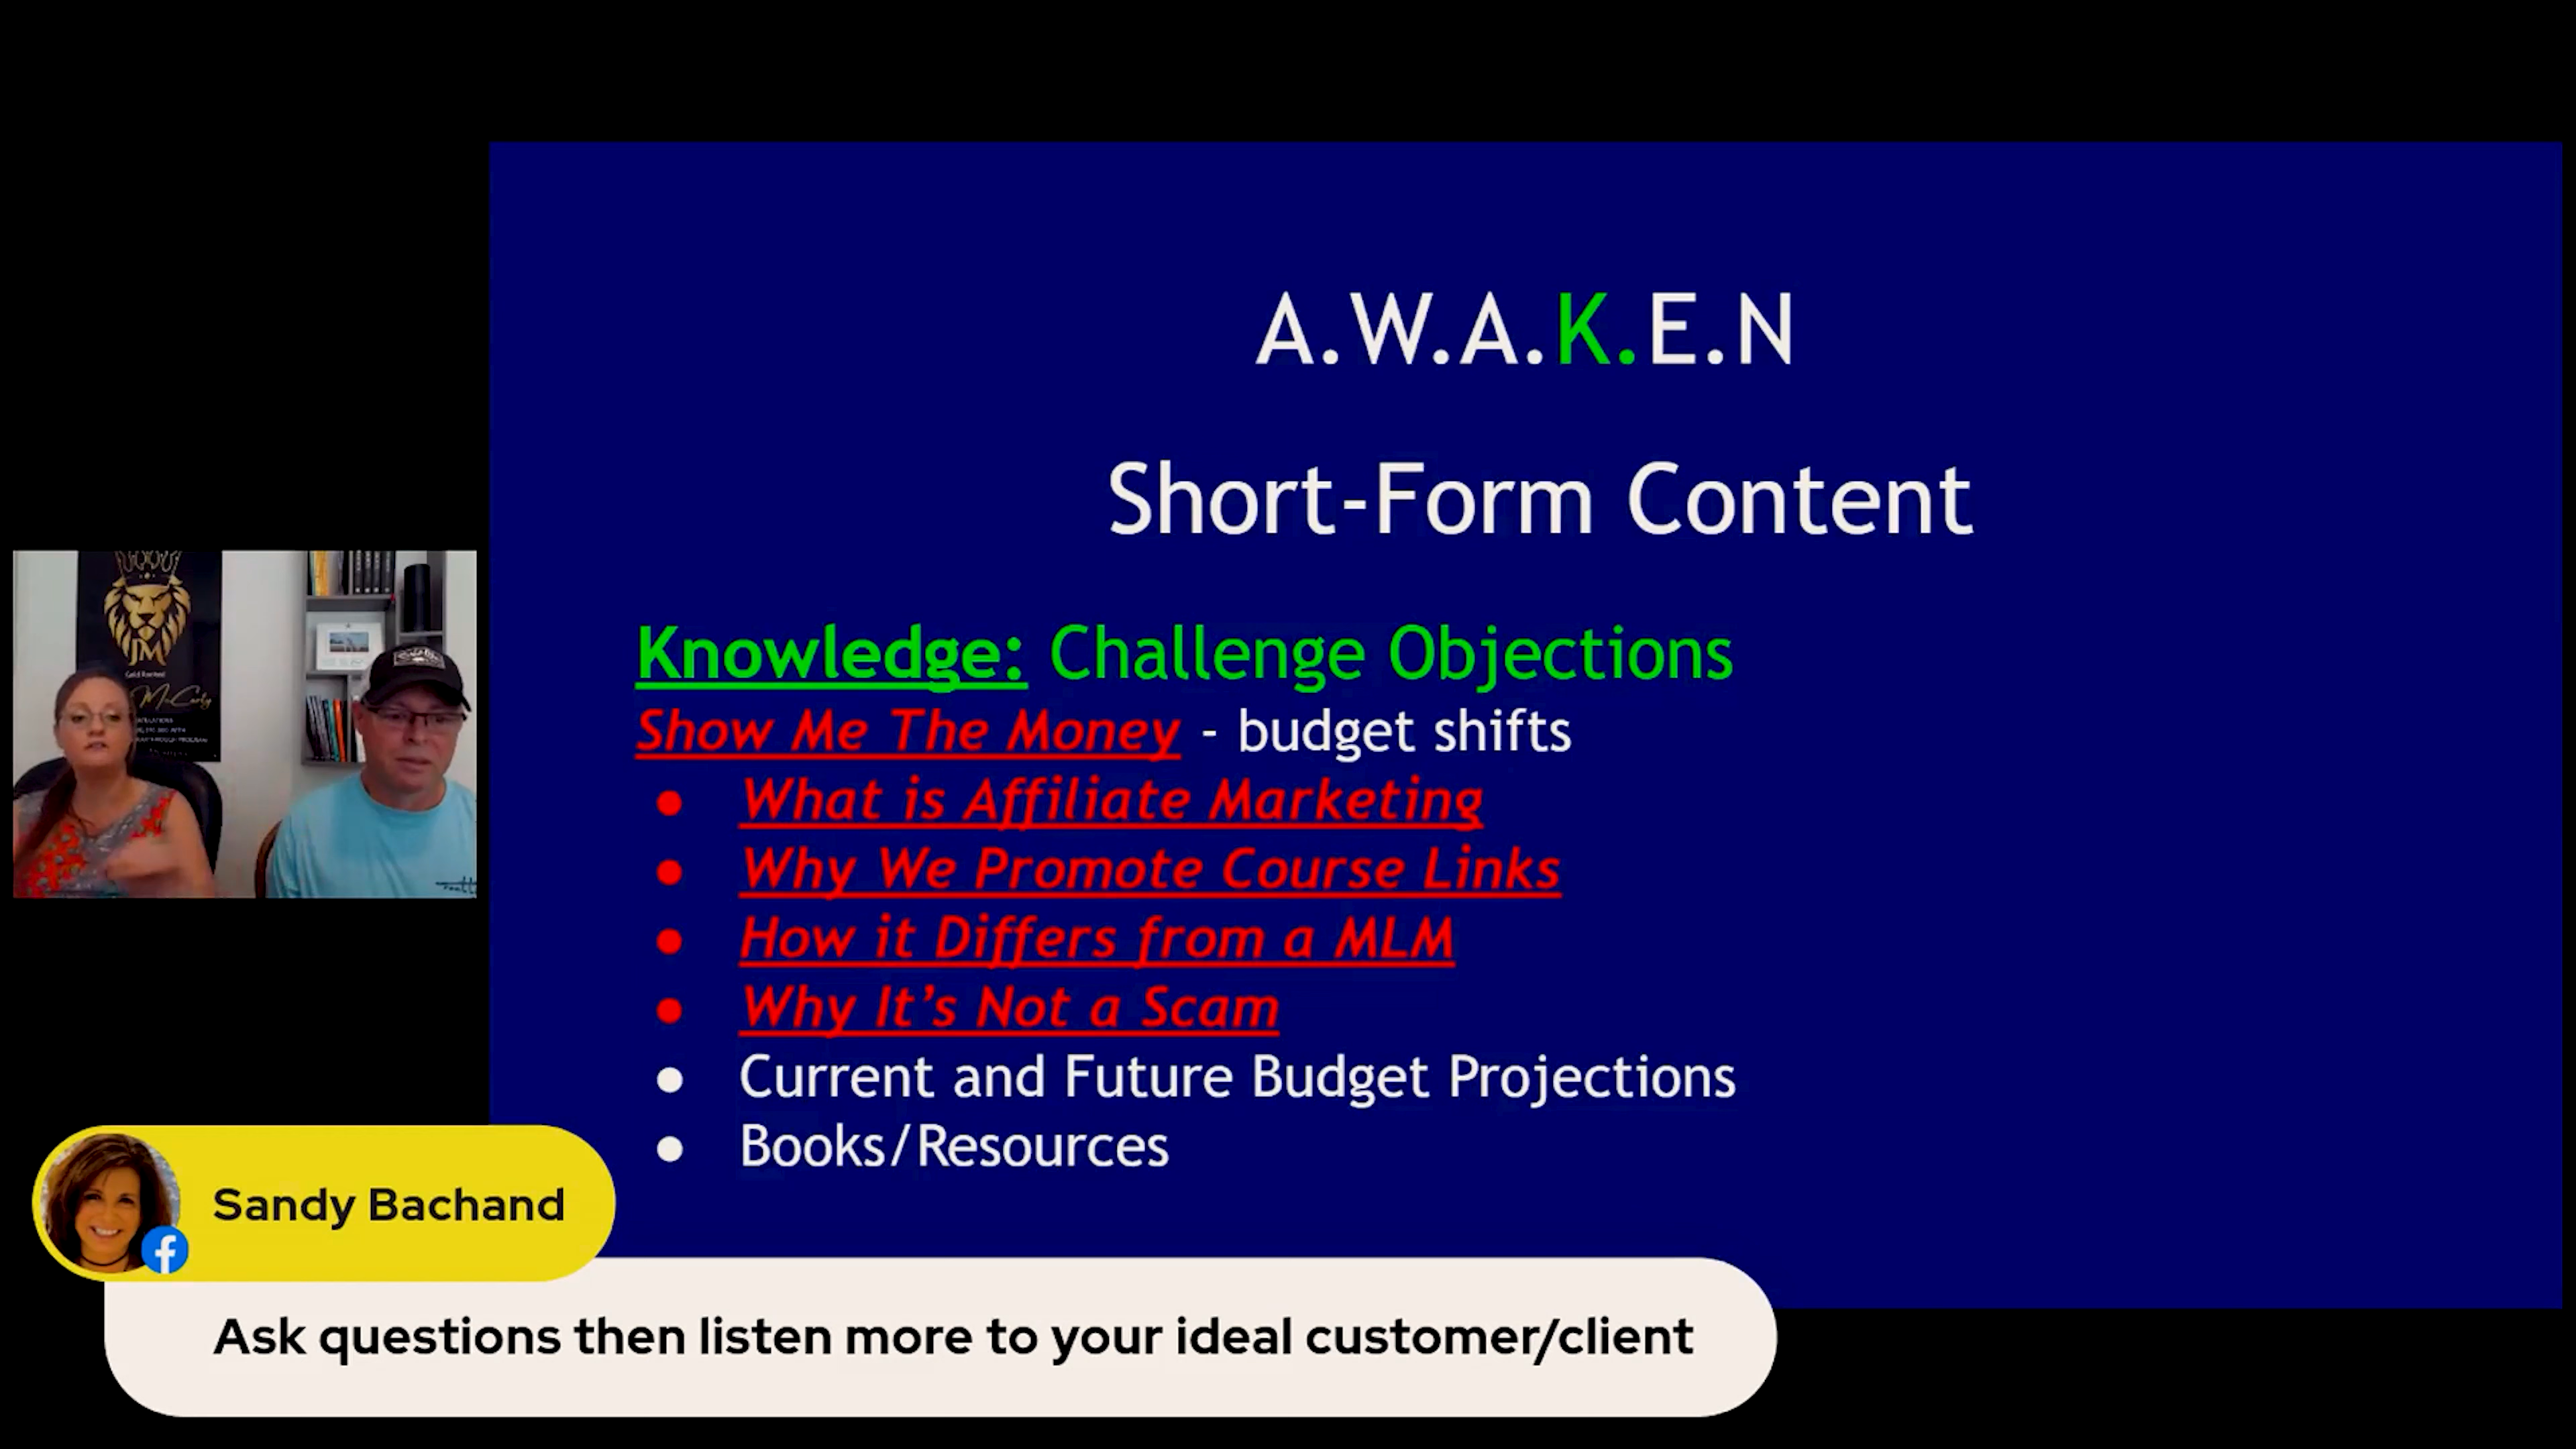 A.W.A.K.E.N
Short-Form Content
Knowledge: Challenge Objections
Show Me The Money - budget shifts
● What is Affiliate Marketing
● Why We Promote Course Links
● How it Differs from a MLM
● Why It’s Not a Scam
● Current and Future Budget Projections
● Books/Resources
JM
McCarty
Sandy Bachand
Ask questions then listen more to your ideal customer/client